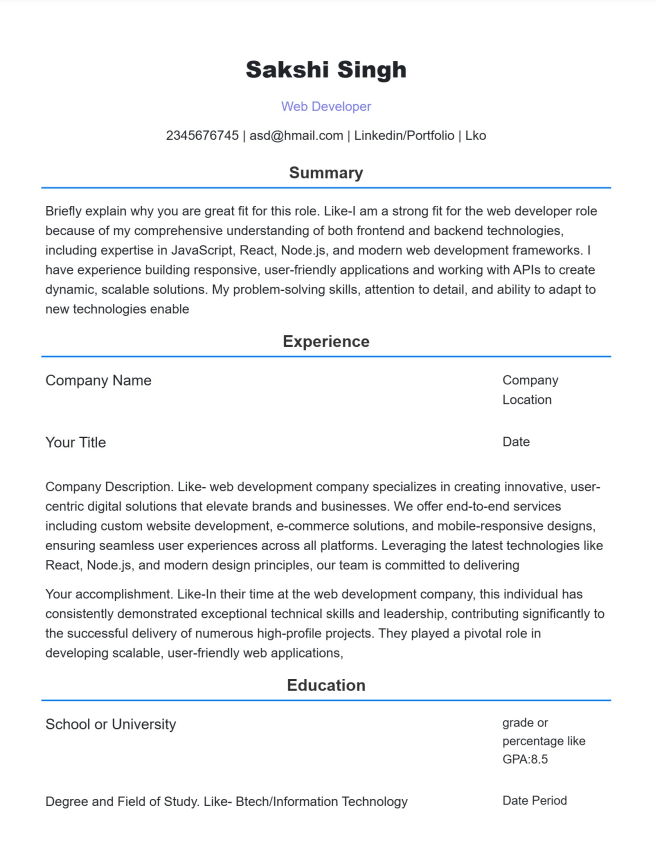 Sakshi Singh
Web Developer
2345676745 | asd@hmail.com | Linkedin/Portfolio | Lko
Summary
Briefly explain why you are great fit for this role. Like-I am a strong fit for the web developer role
because of my comprehensive understanding of both frontend and backend technologies,
including expertise in JavaScript, React, Node.js, and modern web development frameworks. I
have experience building responsive, user-friendly applications and working with APIs to create
dynamic, scalable solutions. My problem-solving skills, attention to detail, and ability to adapt to
new technologies enable
Experience
Company Name
Company
Location
Your Title
Date
Company Description. Like- web development company specializes in creating innovative, user-
centric digital solutions that elevate brands and businesses. We offer end-to-end services
including custom website development, e-commerce solutions, and mobile-responsive designs,
ensuring seamless user experiences across all platforms. Leveraging the latest technologies like
React, Node.js, and modern design principles, our team is committed to delivering
Your accomplishment. Like-In their time at the web development company, this individual has
consistently demonstrated exceptional technical skills and leadership, contributing significantly to
the successful delivery of numerous high-profile projects. They played a pivotal role in
developing scalable, user-friendly web applications,
Education
School or University
grade or
percentage like
GPA:8.5
Degree and Field of Study. Like- Btech/Information Technology
Date Period